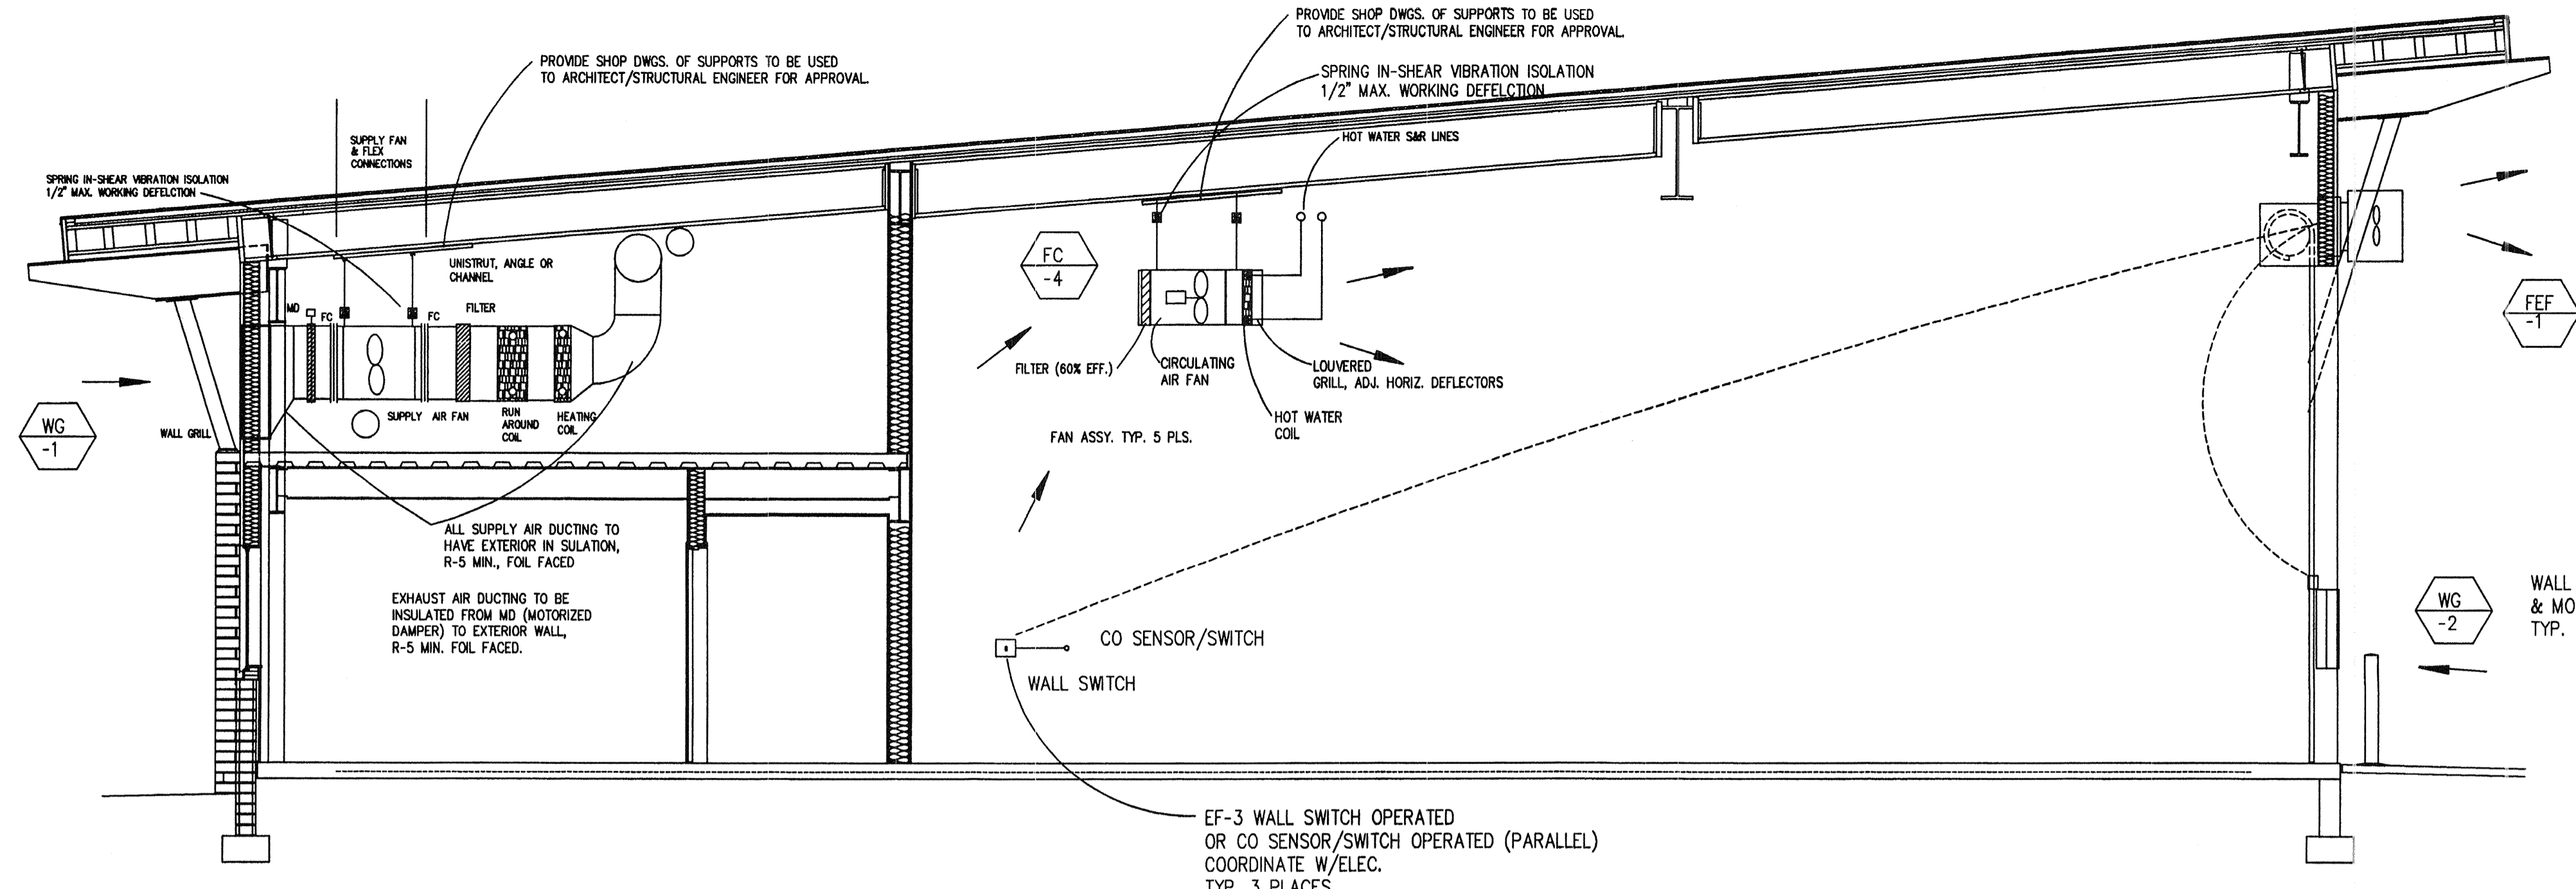 PROVIDE SHOP DWGS. OF SUPPORTS TO BE USED
TO ARCHITECT/STRUCTURAL ENGINEER FOR APPROVAL.
SUPPLY FAN
& FLEX
CONNECTIONS
SPRING IN-SHEAR VIBRATION ISOLATION
1/2" MAX. WORKING DEFELCTION
UNISTRUT, ANGLE OR
CHANNEL
MD
FC
FC
FILTER
WG
-1
WALL GRILL
SUPPLY AIR FAN
RUN
AROUND
COIL
HEATING
COIL
ALL SUPPLY AIR DUCTING TO
HAVE EXTERIOR IN SULATION,
R-5 MIN., FOIL FACED
EXHAUST AIR DUCTING TO BE
INSULATED FROM MD (MOTORIZED
DAMPER) TO EXTERIOR WALL,
R-5 MIN. FOIL FACED.
PROVIDE SHOP DWGS. OF SUPPORTS TO BE USED
TO ARCHITECT/STRUCTURAL ENGINEER FOR APPROVAL.
SPRING IN-SHEAR VIBRATION ISOLATION
1/2" MAX. WORKING DEFELCTION
HOT WATER S&R LINES
FC
-4
FILTER (60% EFF.)
CIRCULATING
AIR FAN
LOUVERED
GRILL, ADJ. HORIZ. DEFLECTORS
HOT WATER
COIL
FAN ASSY. TYP. 5 PLS.
CO SENSOR/SWITCH
WALL SWITCH
EF-3 WALL SWITCH OPERATED
OR CO SENSOR/SWITCH OPERATED (PARALLEL)
COORDINATE W/ELEC.
TYP. 3 PLACES
FEF
-1
WG
-2
WALL
& MO
TYP.